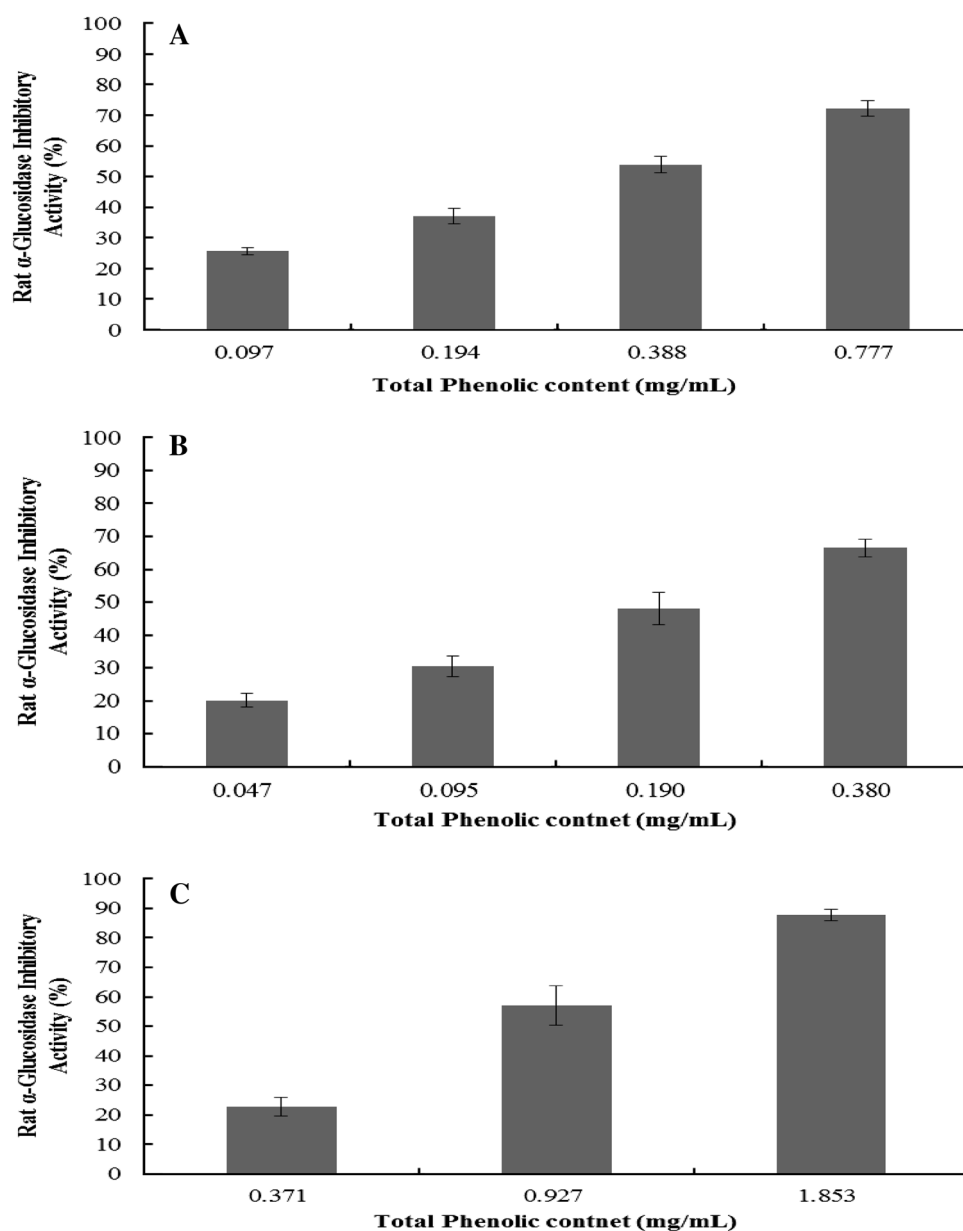 A
100
90
80
70
60
50
40
30
20
10
0
Rat α-Glucosidase Inhibitory
Activity (%)
0.097 0.194 0.388 0.777
Total Phenolic content (mg/mL)
B
100
90
80
70
60
50
40
30
20
10
0
Rat α-Glucosidase Inhibitory
Activity (%)
0.047 0.095 0.190 0.380
Total Phenolic contnet (mg/mL)
C
100
90
80
70
60
50
40
30
20
10
0
Rat α-Glucosidase Inhibitory
Activity (%)
0.371 0.927 1.853
Total Phenolic contnet (mg/mL)